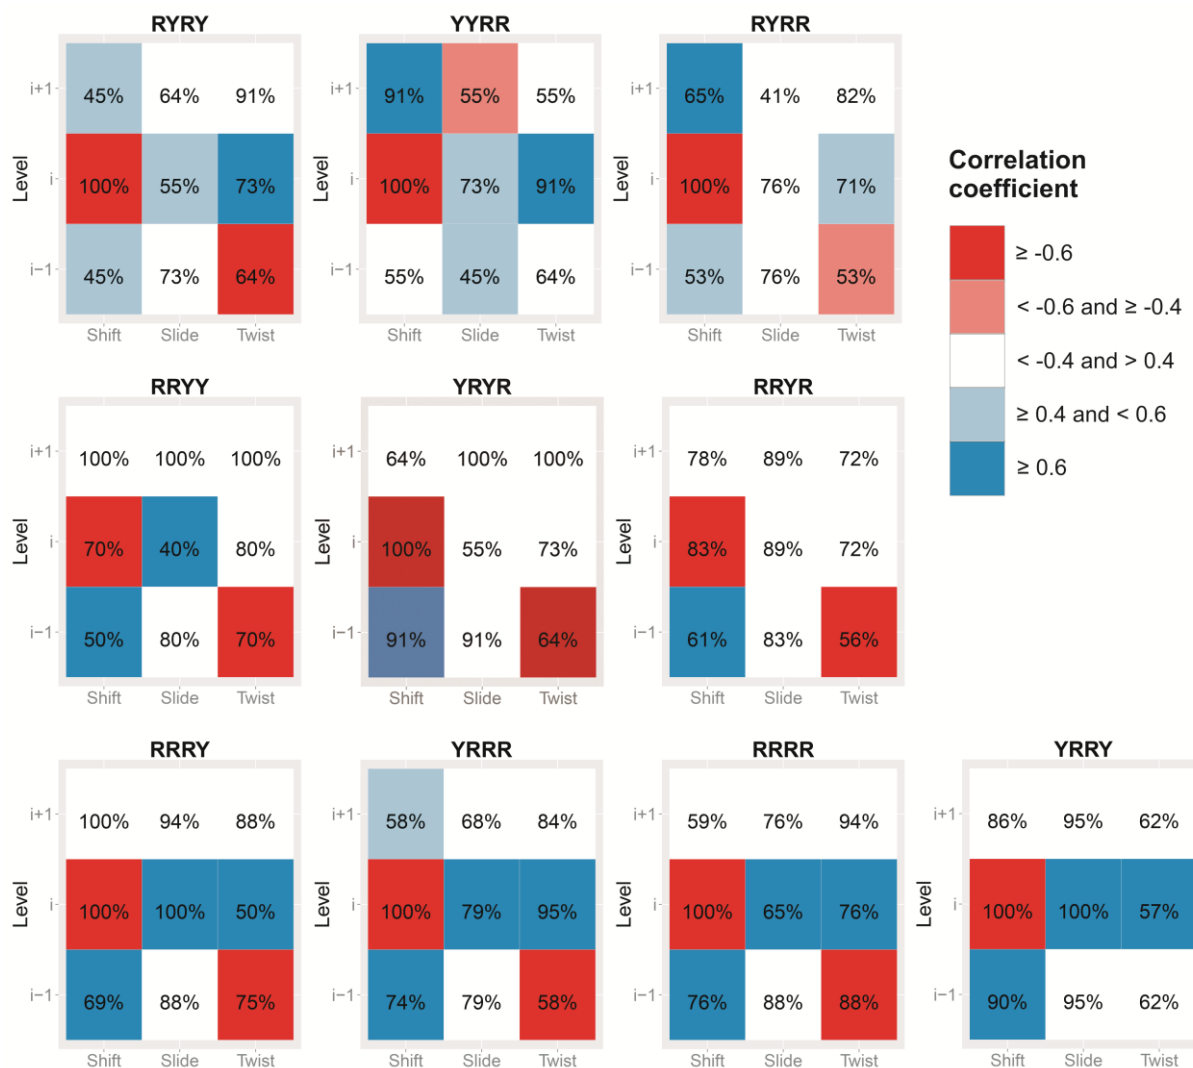 RYRY YYRR RYRR
i+1 45% 64% 91% 91% 55% 55% 65% 41% 82%
Level i 100% 55% 73% Level i 100% 73% 91% Level i 100% 76% 71%
i−1 45% 73% 64% i−1 55% 45% 64% i−1 53% 76% 53%
Shift Slide Twist Shift Slide Twist Shift Slide Twist
Correlation
coefficient
≥ -0.6
< -0.6 and ≥ -0.4
< -0.4 and > 0.4
≥ 0.4 and < 0.6
≥ 0.6
RRYY YRYR RRYR
i+1 100% 100% 100% i+1 64% 100% 100% i+1 78% 89% 72%
Level i 70% 40% 80% Level i 100% 55% 73% Level i 83% 89% 72%
i−1 50% 80% 70% i−1 91% 91% 64% i−1 61% 83% 56%
Shift Slide Twist Shift Slide Twist Shift Slide Twist
RRRY YRRR RRRR YRRY
i+1 100% 94% 88% i+1 58% 68% 84% i+1 59% 76% 94% i+1 86% 95% 62%
Level i 100% 100% 50% Level i 100% 79% 95% Level i 100% 65% 76% Level i 100% 100% 57%
i−1 69% 88% 75% i−1 74% 79% 58% i−1 76% 88% 88% i−1 90% 95% 62%
Shift Slide Twist Shift Slide Twist Shift Slide Twist Shift Slide Twist